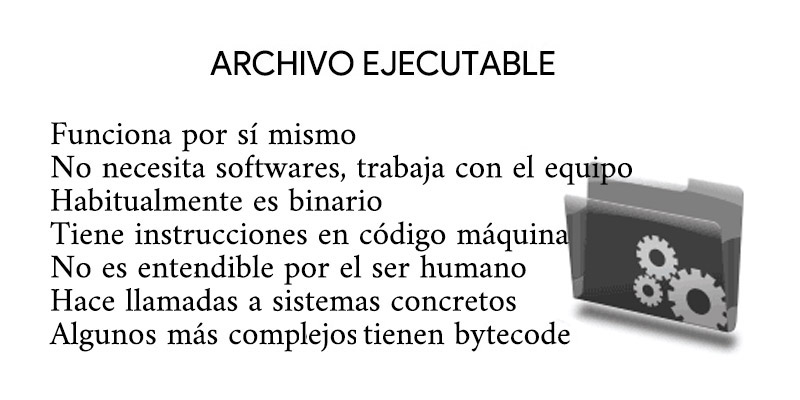 ARCHIVO EJECUTABLE
Funciona por sí mismo
No necesita softwares, trabaja con el equipo
Habitualmente es binario
Tiene instrucciones en código máquina
No es entendible por el ser humano
Hace llamadas a sistemas concretos
Algunos más complejos tienen bytecode